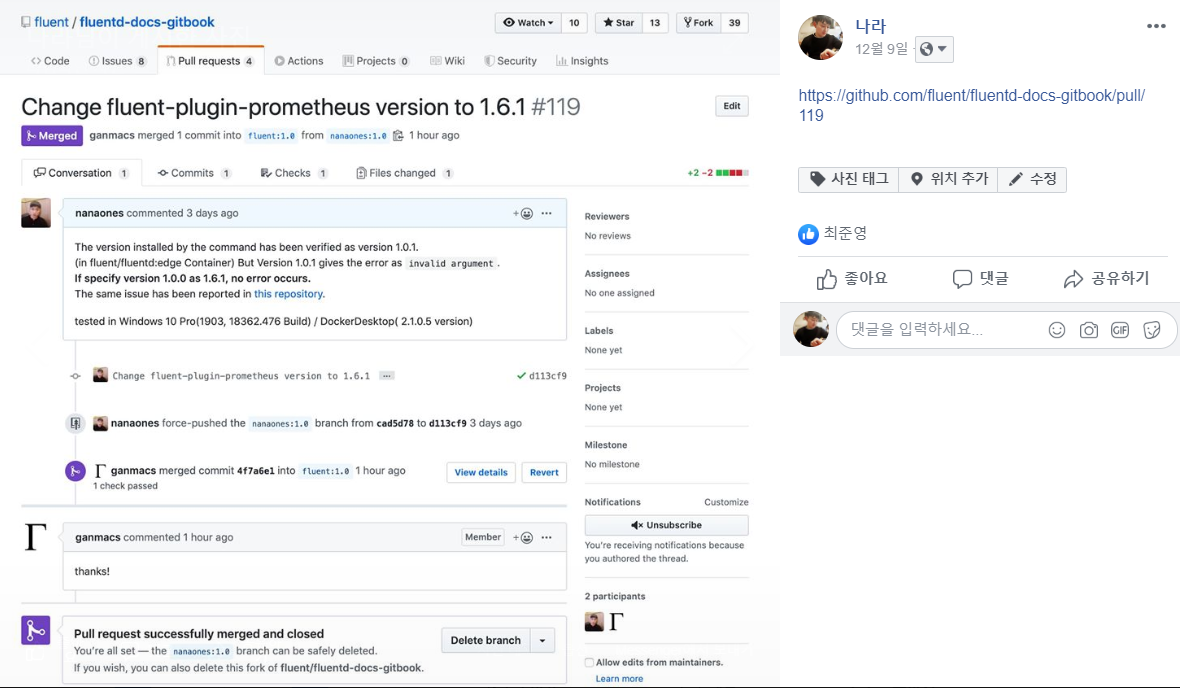 fluent / fluentd-docs-gitbook
Watch 10 Star 13 Fork 39
Code Issues 8 Pull requests 4 Actions Projects 0 Wiki Security Insights
Change fluent-plugin-prometheus version to 1.6.1 #119
Edit
Merged ganmacs merged 1 commit into fluent:1.0 from nanaones:1.0 1 hour ago
Conversation 1 Commits 1 Checks 1 Files changed 1
+2 −2
nanaones commented 3 days ago
The version installed by the command has been verified as version 1.0.1.
(in fluent/fluentd:edge Container) But Version 1.0.1 gives the error as invalid argument .
If specify version 1.0.0 as 1.6.1, no error occurs.
The same issue has been reported in this repository.
tested in Windows 10 Pro(1903, 18362.476 Build) / DockerDesktop( 2.1.0.5 version)
Change fluent-plugin-prometheus version to 1.6.1 ... d113cf9
nanaones force-pushed the nanaones:1.0 branch from cad5d78 to d113cf9 3 days ago
ganmacs merged commit 4f7a6e1 into fluent:1.0 1 hour ago
1 check passed
View details Revert
ganmacs commented 1 hour ago
Member
thanks!
Pull request successfully merged and closed
You're all set — the nanaones:1.0 branch can be safely deleted.
If you wish, you can also delete this fork of fluent/fluentd-docs-gitbook.
Delete branch
Reviewers
No reviews
Assignees
No one assigned
Labels
None yet
Projects
None yet
Milestone
No milestone
Notifications Customize
Unsubscribe
You're receiving notifications because
you authored the thread.
2 participants
Allow edits from maintainers.
Learn more
나라
12월 9일 ·
https://github.com/fluent/fluentd-docs-gitbook/pull/
119
사진 태그 위치 추가 수정
최준영
좋아요 댓글 공유하기
댓글을 입력하세요...
GIF